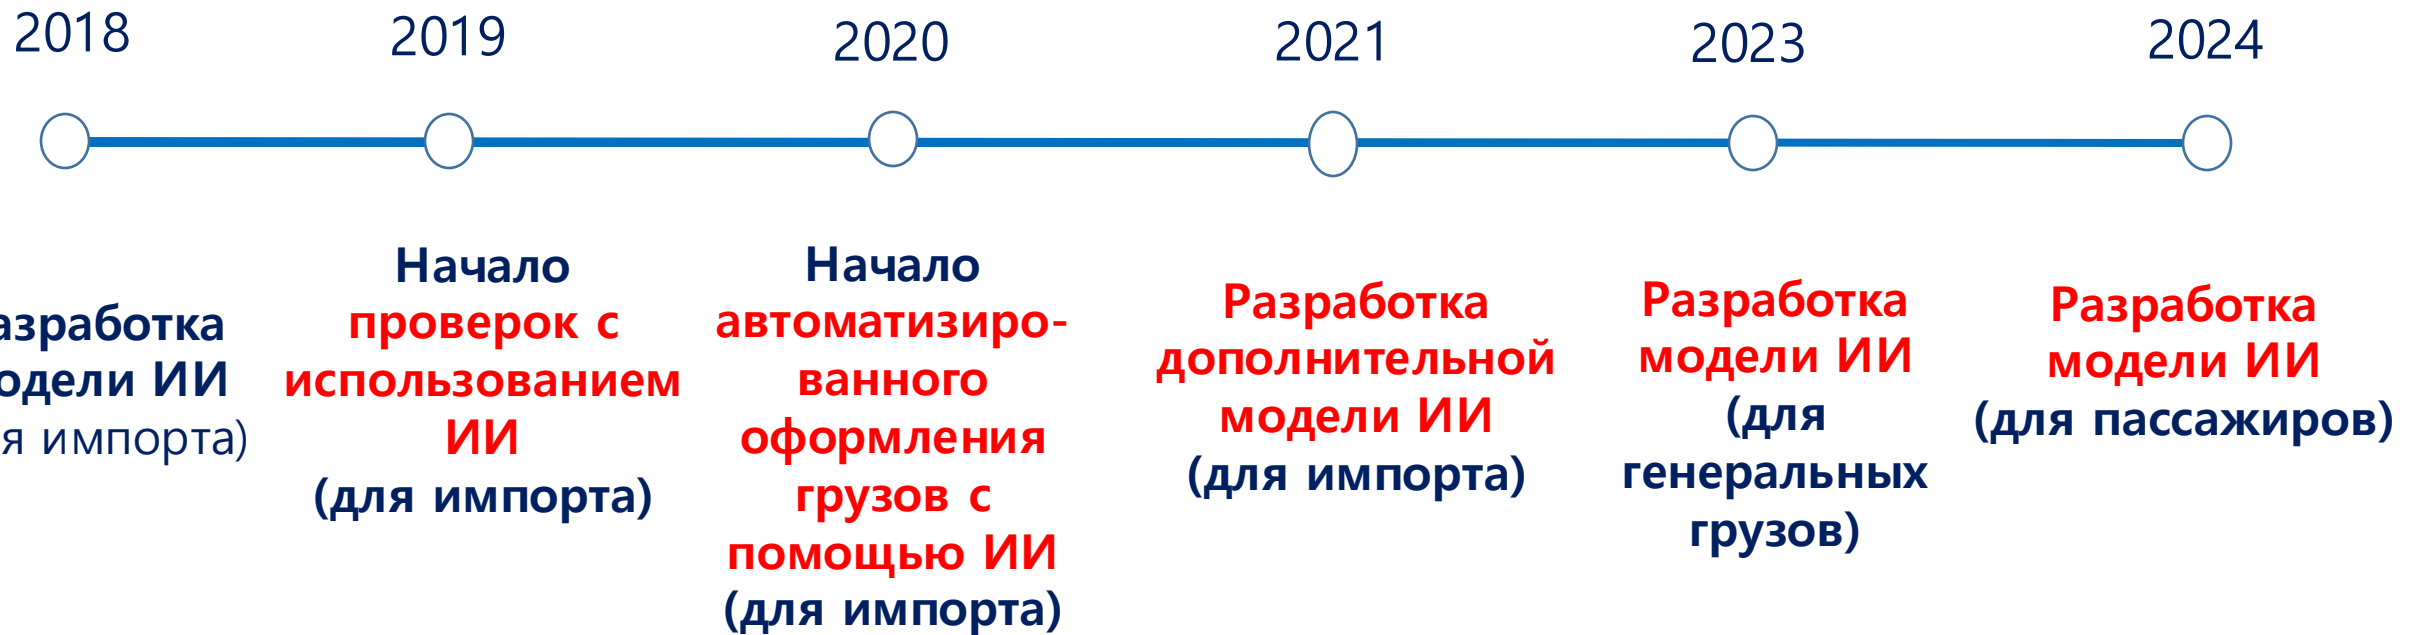 2018
2019
2020
2021
2023
2024
азработка
одели ИИ
я импорта)
Начало
проверок с
использованием
ИИ
(для импорта)
Начало
автоматизиро-
ванного
оформления
грузов с
помощью ИИ
(для импорта)
Разработка
дополнительной
модели ИИ
(для импорта)
Разработка
модели ИИ
(для
генеральных
грузов)
Разработка
модели ИИ
(для пассажиров)